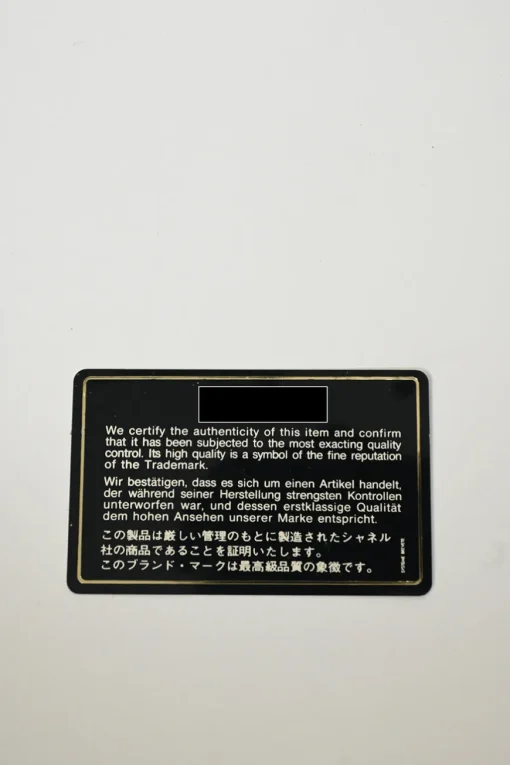 We certify the authenticity of this item and confirm
that it has been subjected to the most exacting quality
control. Its high quality is a symbol of the fine reputation
of the Trademark.
Wir bestätigen, dass es sich um einen Artikel handelt,
der während seiner Herstellung strengsten Kontrollen
unterworfen war, und dessen erstklassige Qualität
dem hohen Ansehen unserer Marke entspricht.
この製品は厳しい管理のもとに製造されたシャネル
社の商品であることを証明いたします。
このブランド・マークは最高級品質の象徴です。